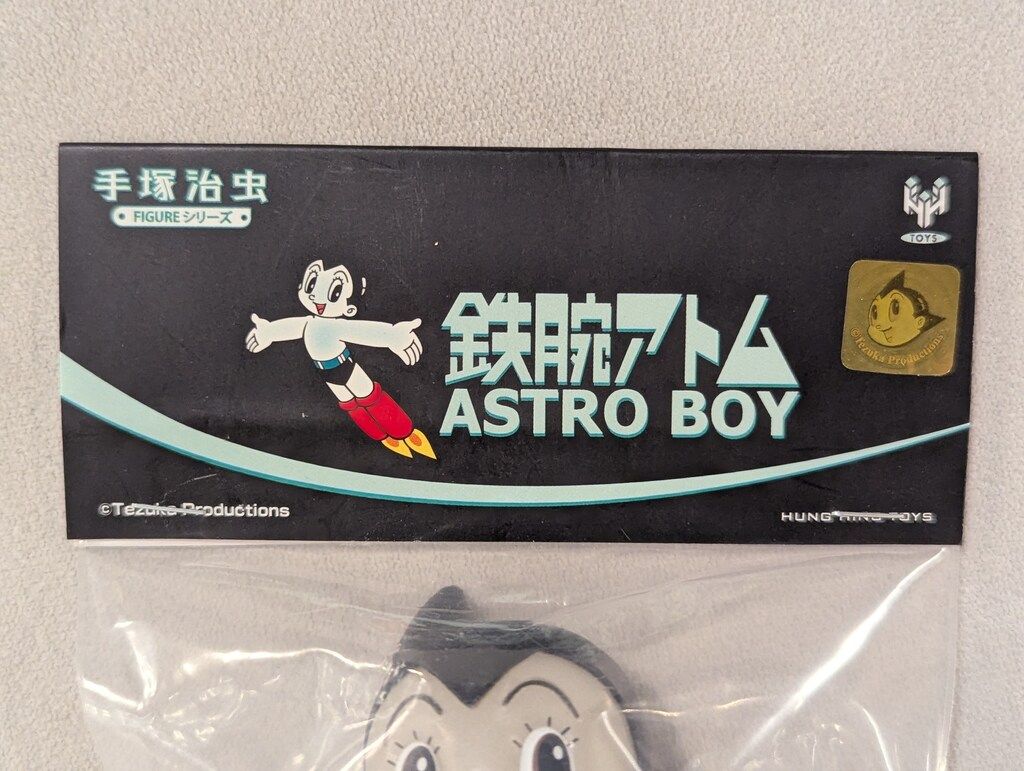 手塚治虫
FIGUREシリーズ
TOYS
©Tezuka Productions
鉄腕アトム
ASTRO BOY
©Tezuka Productions
HUNG HING TOYS